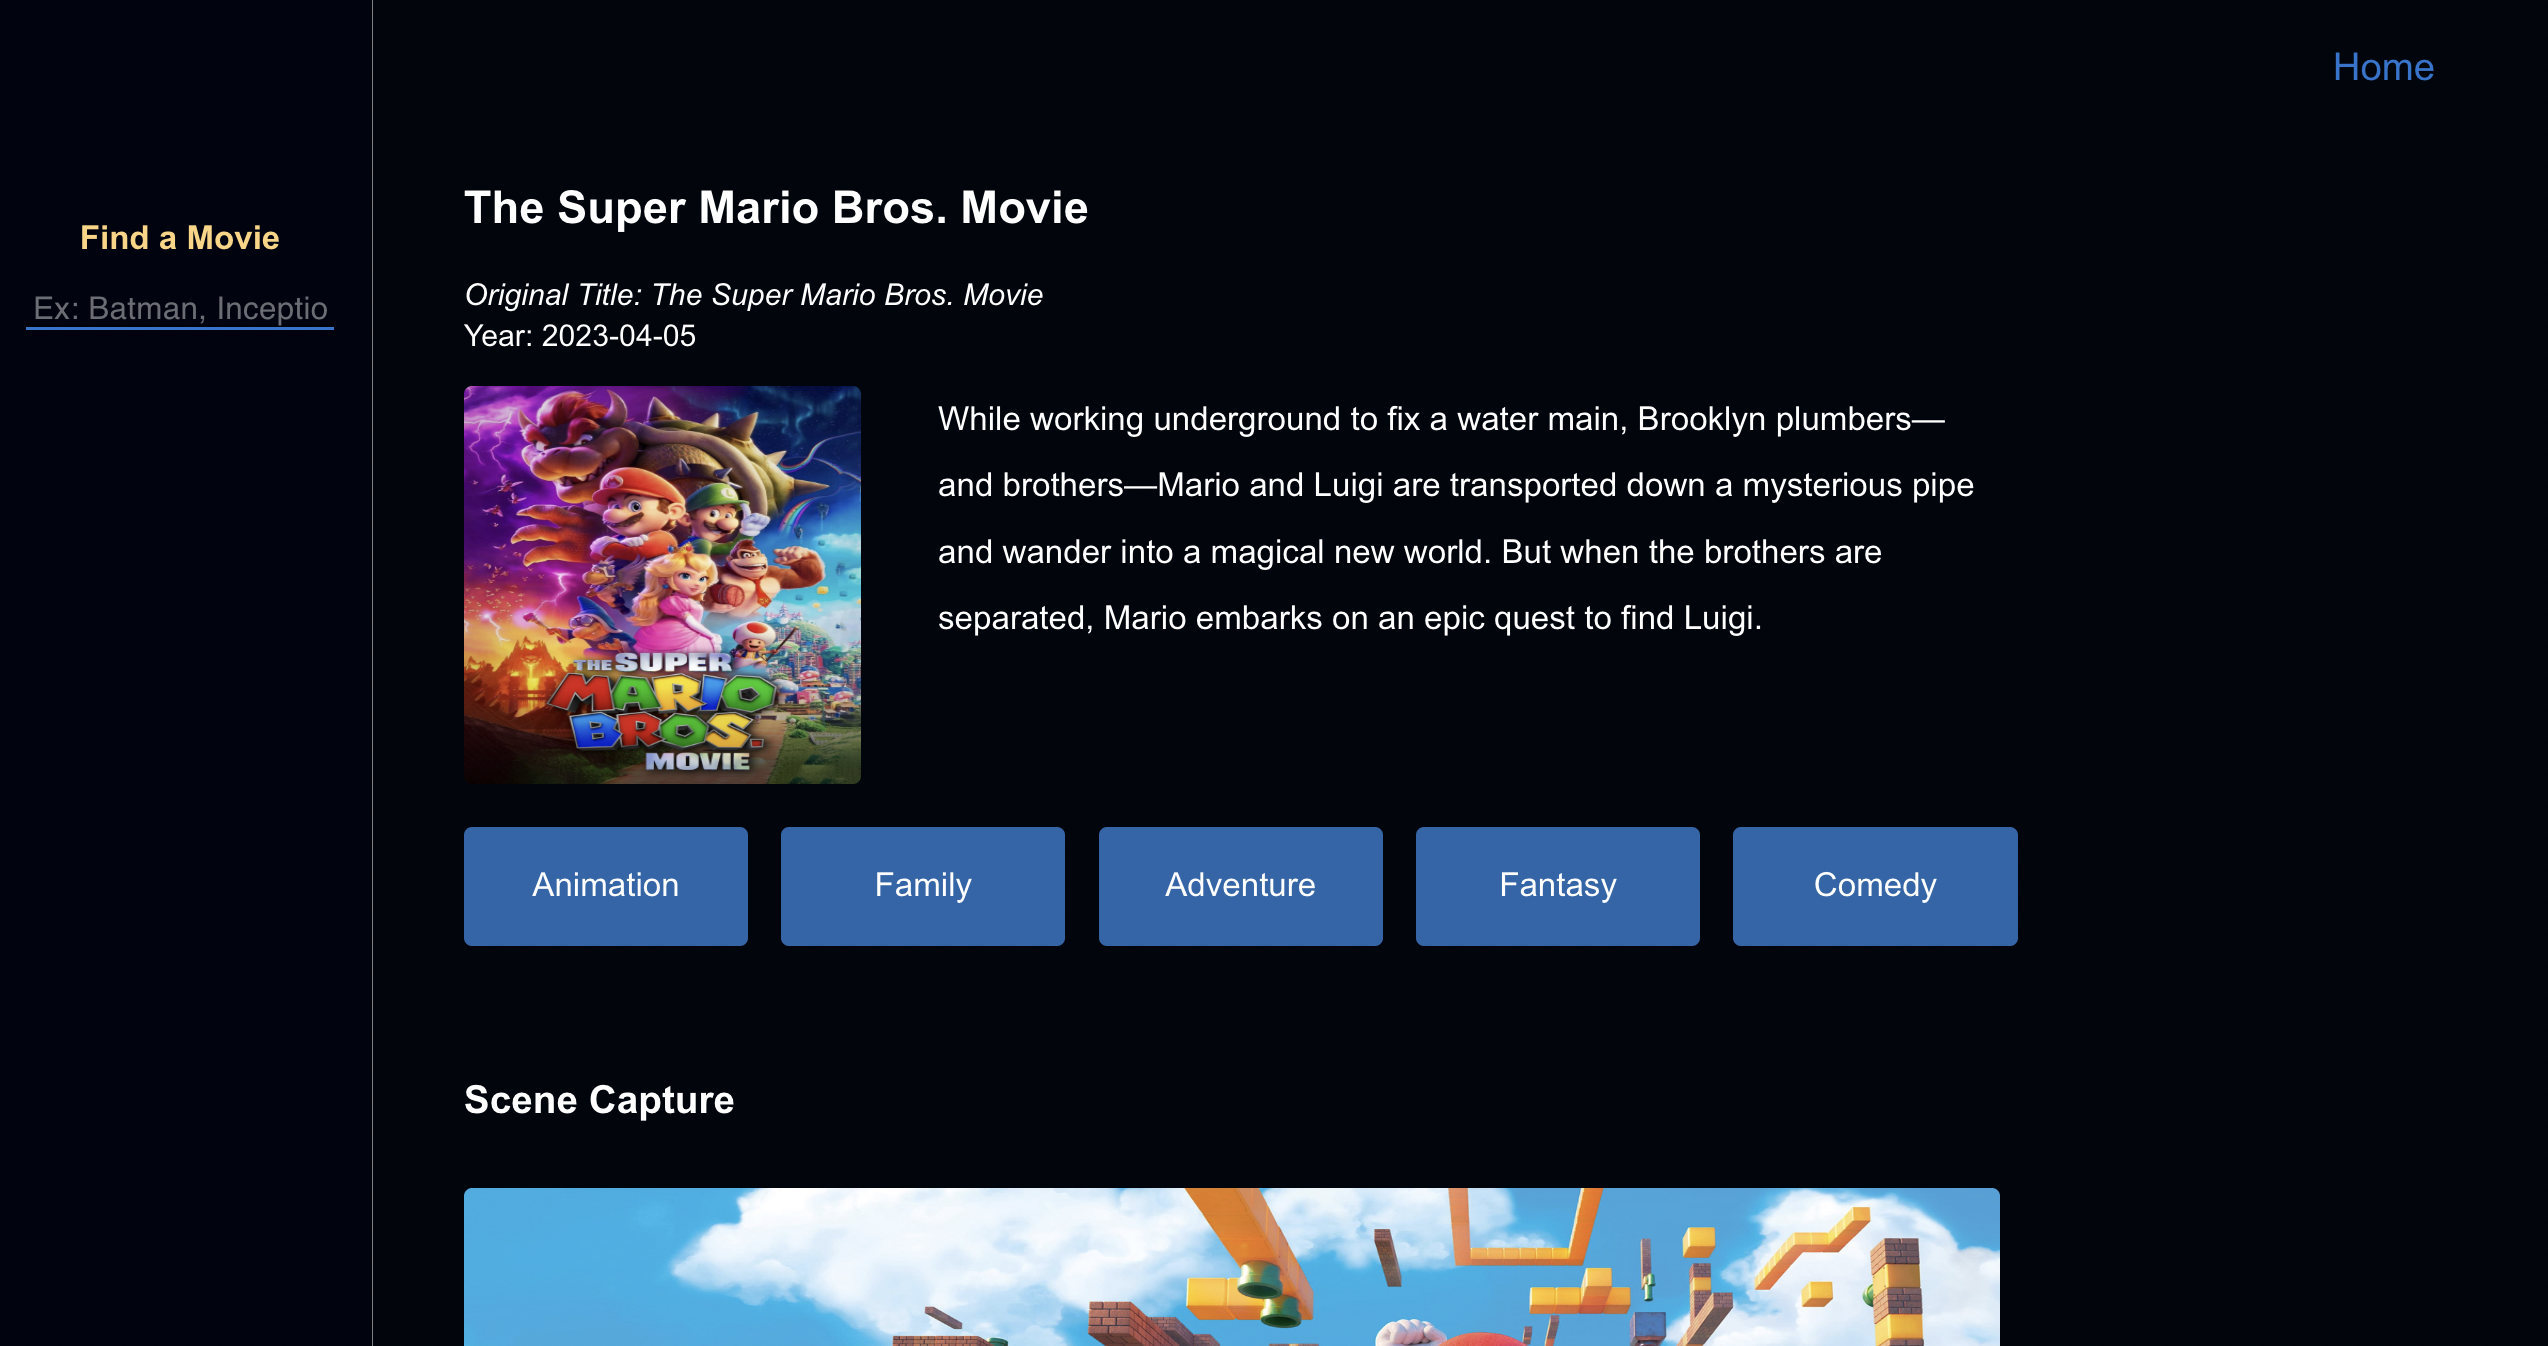 Home
Find a Movie
Ex: Batman, Inceptio
The Super Mario Bros. Movie
Original Title: The Super Mario Bros. Movie
Year: 2023-04-05
THE SUPER
MARIO
BROS.
MOVIE
While working underground to fix a water main, Brooklyn plumbers—
and brothers—Mario and Luigi are transported down a mysterious pipe
and wander into a magical new world. But when the brothers are
separated, Mario embarks on an epic quest to find Luigi.
Animation
Family
Adventure
Fantasy
Comedy
Scene Capture